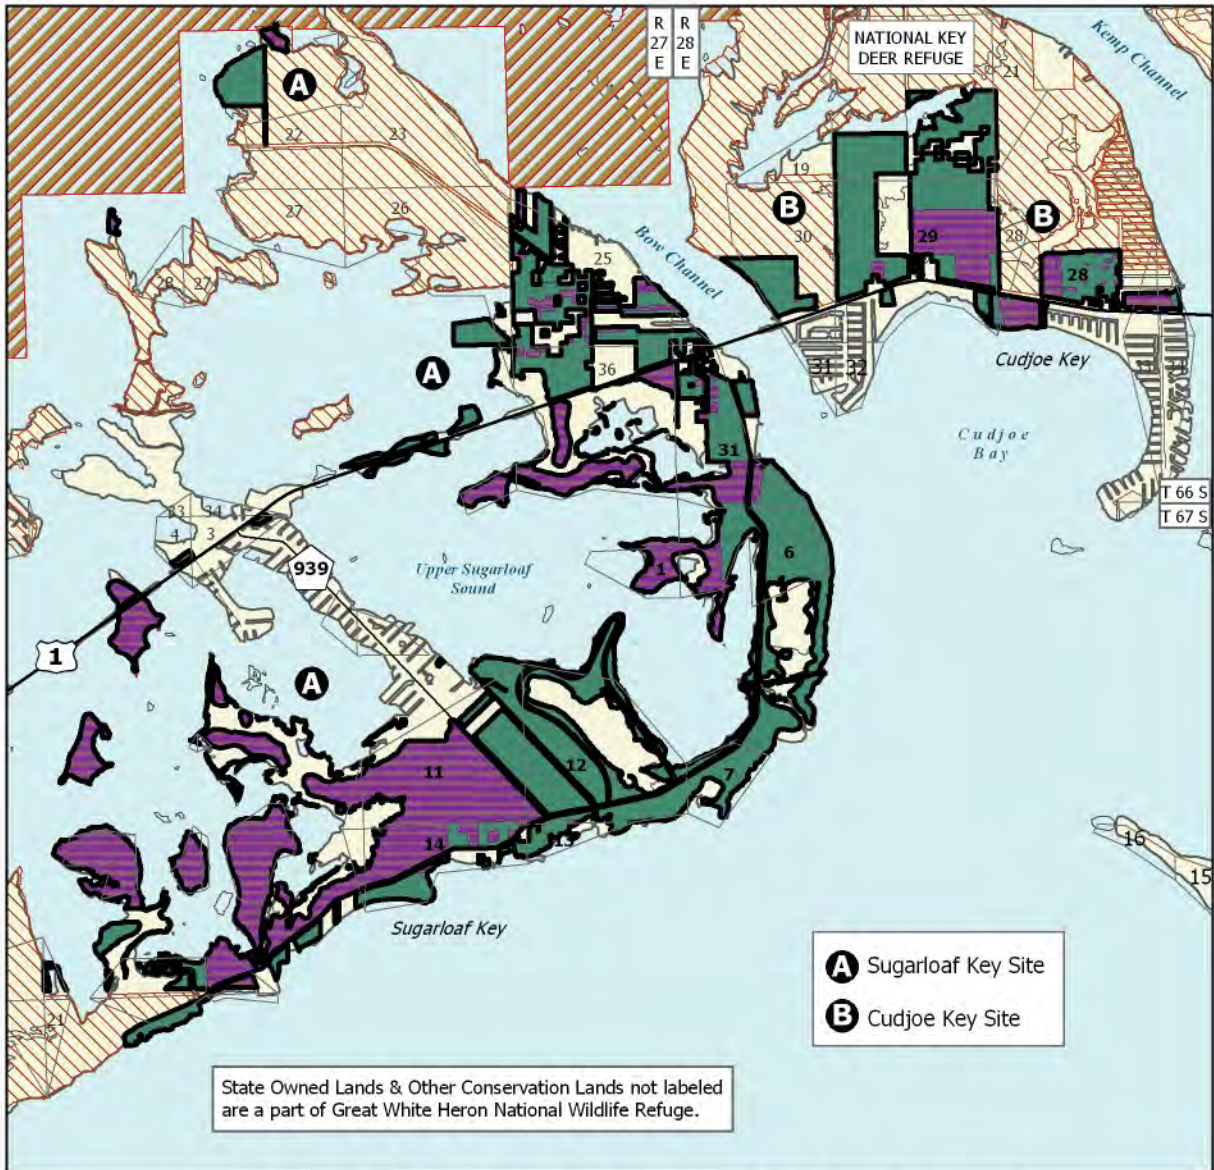 R
27
E
R
28
E
NATIONAL KEY
DEER REFUGE
Kemp Channel
21
A
22
23
19
27
26
B
30
29
28
B
28
25
Bow Channel
28
27
36
31
32
Cudjoe Key
A
Cudjoe
Bay
31
T 66 S
T 67 S
33
34
4
3
939
Upper Sugarloaf
Sound
1
6
1
A
11
12
7
14
13
16
15
Sugarloaf Key
21
A Sugarloaf Key Site
B Cudjoe Key Site
State Owned Lands & Other Conservation Lands not labeled
are a part of Great White Heron National Wildlife Refuge.